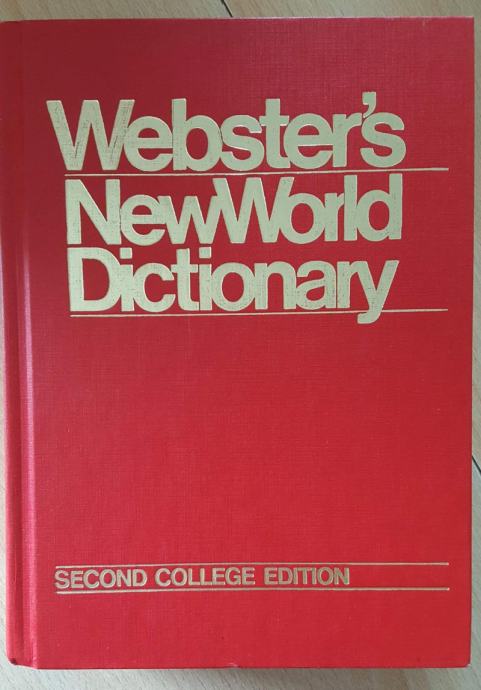 Webster's
NewWorld
Dictionary
SECOND COLLEGE EDITION